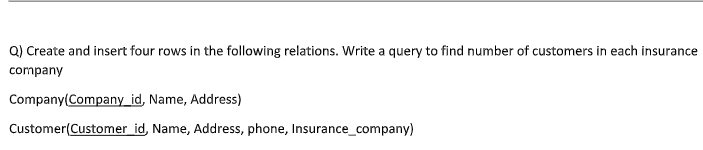 Q) Create and insert four rows in the following relations. Write a query to find number of customers in each insurance
company
Company(Company_id, Name, Address)
Customer(Customer_id, Name, Address, phone, Insurance_company)